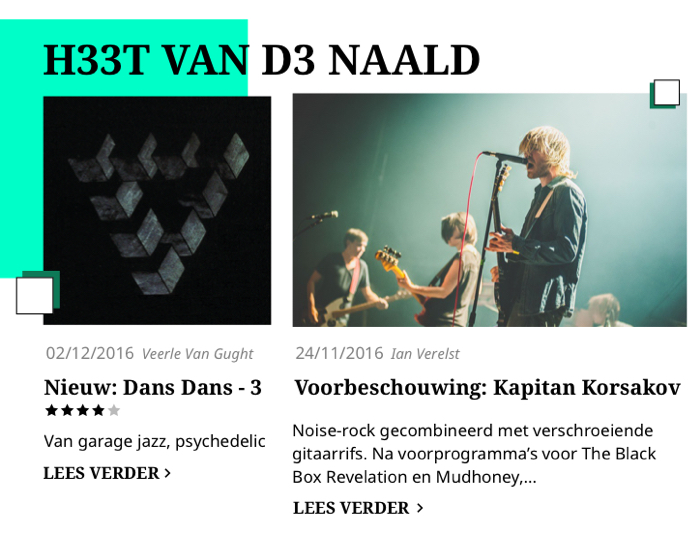 H33T VAN D3 NAALD
02/12/2016 Veerle Van Gught
Nieuw: Dans Dans - 3
Van garage jazz, psychedelic
LEES VERDER
24/11/2016 Ian Verelst
Voorbeschouwing: Kapitan Korsakov
Noise-rock gecombineerd met verschroeiende
gitaarrifs. Na voorprogramma's voor The Black
Box Revelation en Mudhoney,...
LEES VERDER